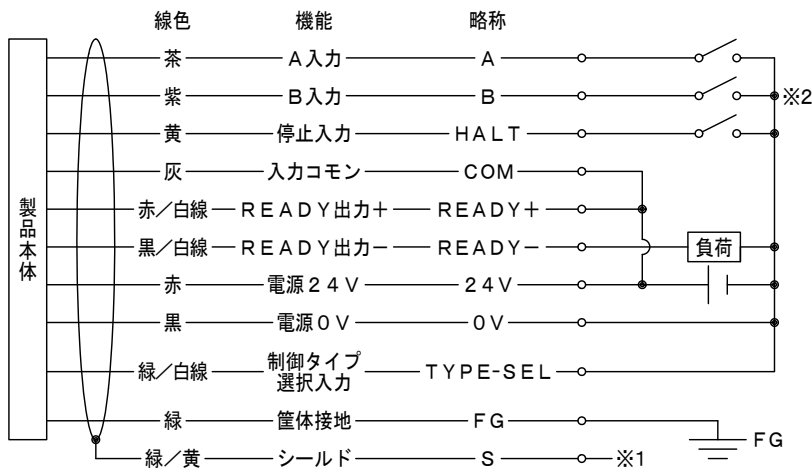 線色 機能 略称
茶 A入力 A
紫 B入力 B ※2
黄 停止入力 HALT
灰 入力コモン COM
赤／白線 READY出力＋ READY＋
黒／白線 READY出力－ READY－ 負荷
赤 電源24V 24V
黒 電源0V 0V
緑／白線 制御タイプ
選択入力 TYPE-SEL
緑 筐体接地 FG FG
緑／黄 シールド S ※1
製品本体